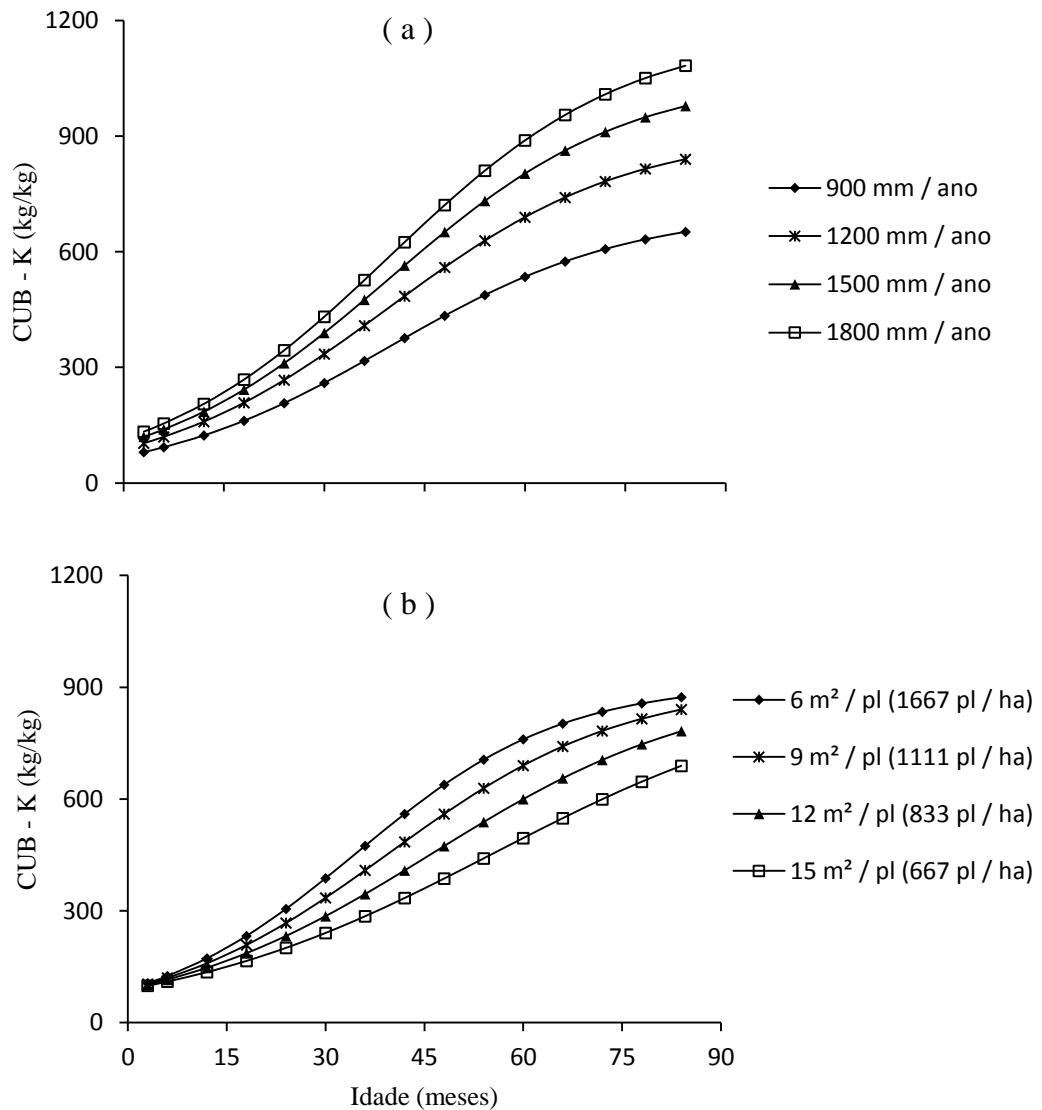 1200
( a )
900
600
300
0
CUB - K (kg/kg)
900 mm / ano
1200 mm / ano
1500 mm / ano
1800 mm / ano
1200
( b )
900
600
300
0
CUB - K (kg/kg)
6 m² / pl (1667 pl / ha)
9 m² / pl (1111 pl / ha)
12 m² / pl (833 pl / ha)
15 m² / pl (667 pl / ha)
0 15 30 45 60 75 90
Idade (meses)